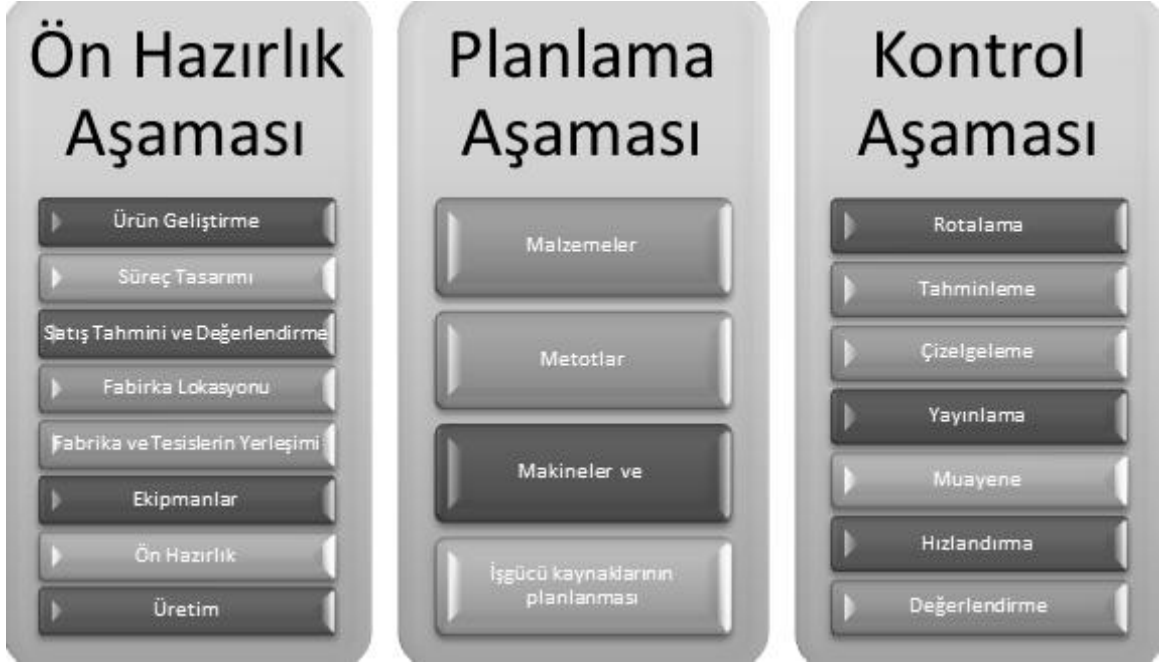 Ön Hazırlık
Aşaması
Ürün Geliştirme
Süreç Tasarımı
Satış Tahmini ve Değerlendirme
Fabirka Lokasyonu
Fabrika ve Tesislerin Yerleşimi
Ekipmanlar
Ön Hazırlık
Üretim
Planlama
Aşaması
Malzemeler
Metotlar
Makineler ve
İşgücü kaynaklarının
planlanması
Kontrol
Aşaması
Rotalama
Tahminleme
Çizelgeleme
Yayınlama
Muayene
Hızlandırma
Değerlendirme